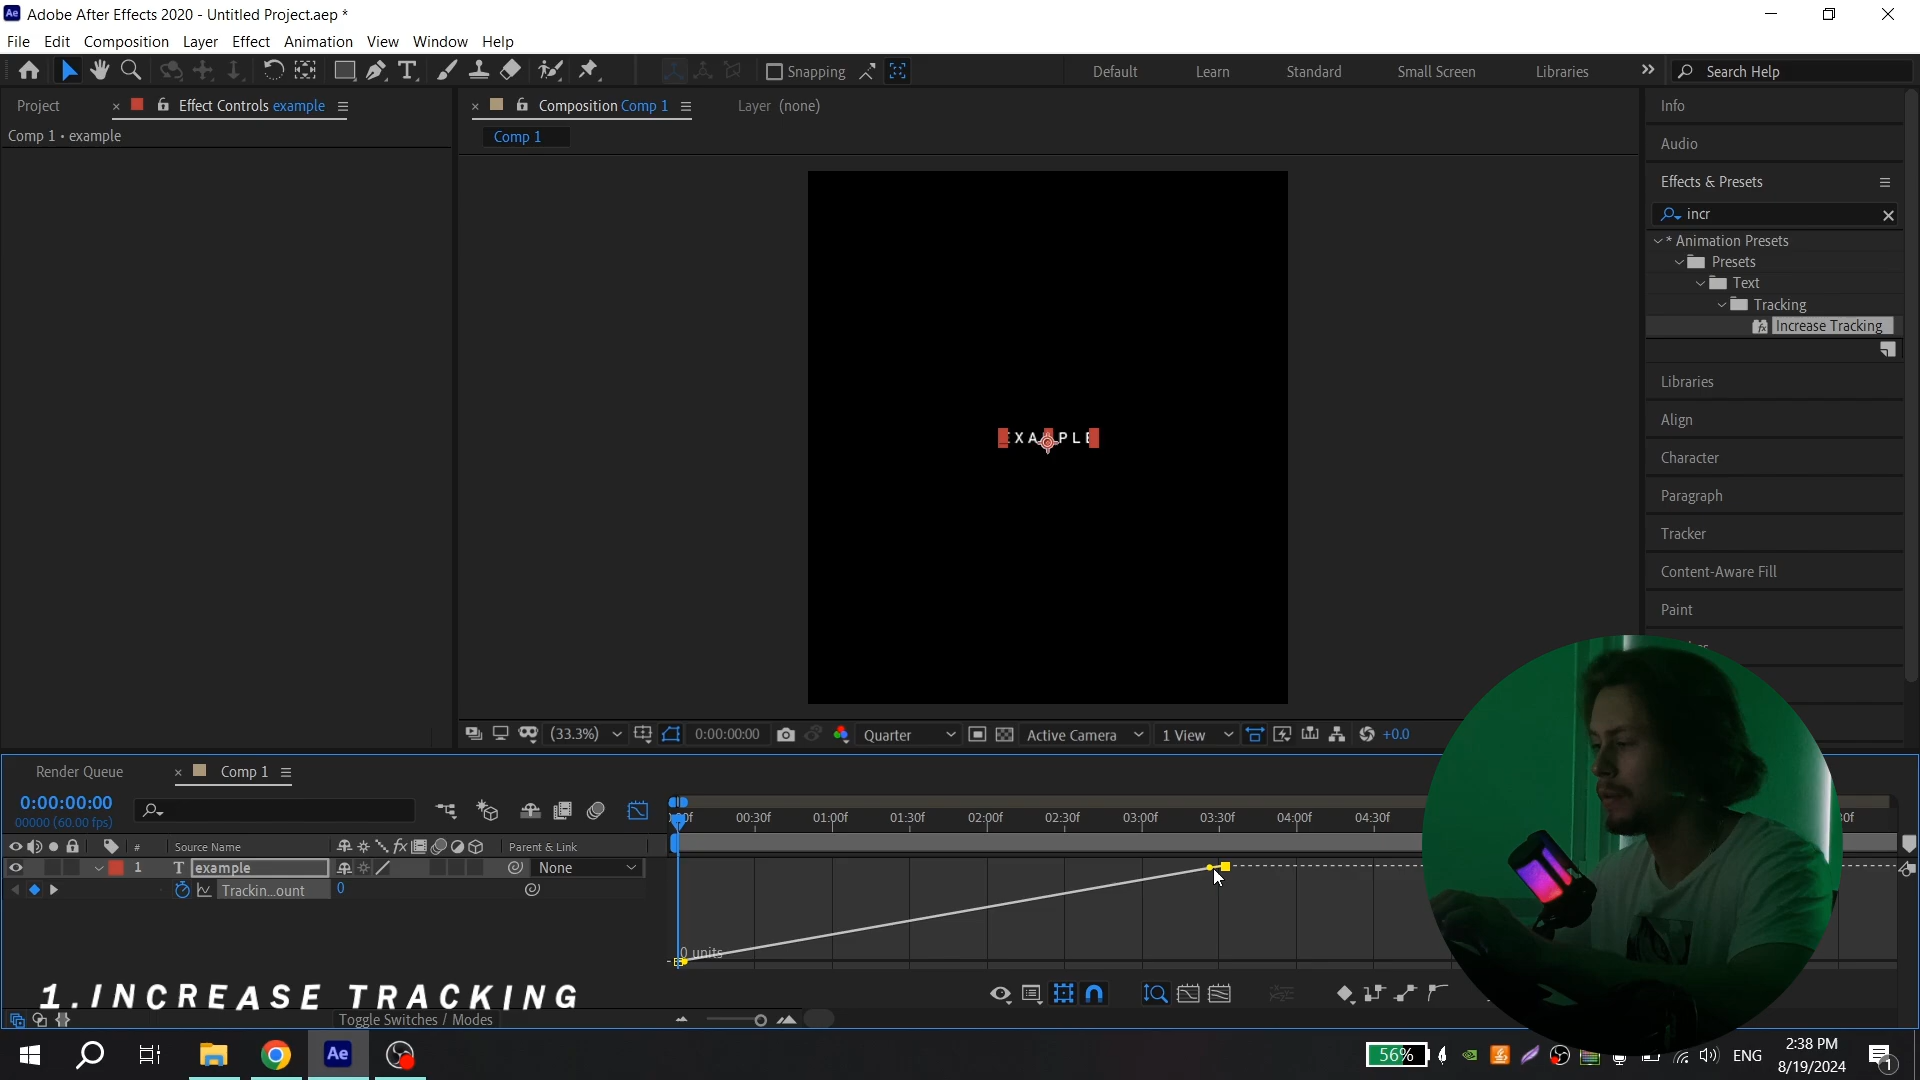 Adobe After Effects 2020 - Untitled Project.aep *
File Edit Composition Layer Effect Animation View Window Help
Snapping
Default Learn Standard Small Screen Libraries
Search Help
Project
Effect Controls example
Composition Comp 1
Layer (none)
Comp 1 • example
Comp 1
Info
Audio
Effects & Presets
incr
* Animation Presets
Presets
Text
Tracking
Increase Tracking
Libraries
Align
Character
Paragraph
Tracker
Content-Aware Fill
Paint
EXAMPLE
(33.3%) 0:00:00:00 Quarter Active Camera 1 View +0.0
Render Queue
Comp 1
0:00:00:00
00000 (60.00 fps)
00:30f 01:00f 01:30f 02:00f 02:30f 03:00f 03:30f 04:00f 04:30f
# Source Name Parent & Link
1 T example None
Trackin...ount 0
0 units
1.INCREASE TRACKING
Toggle Switches / Modes
Ae
56%
ENG
2:38 PM
8/19/2024
1